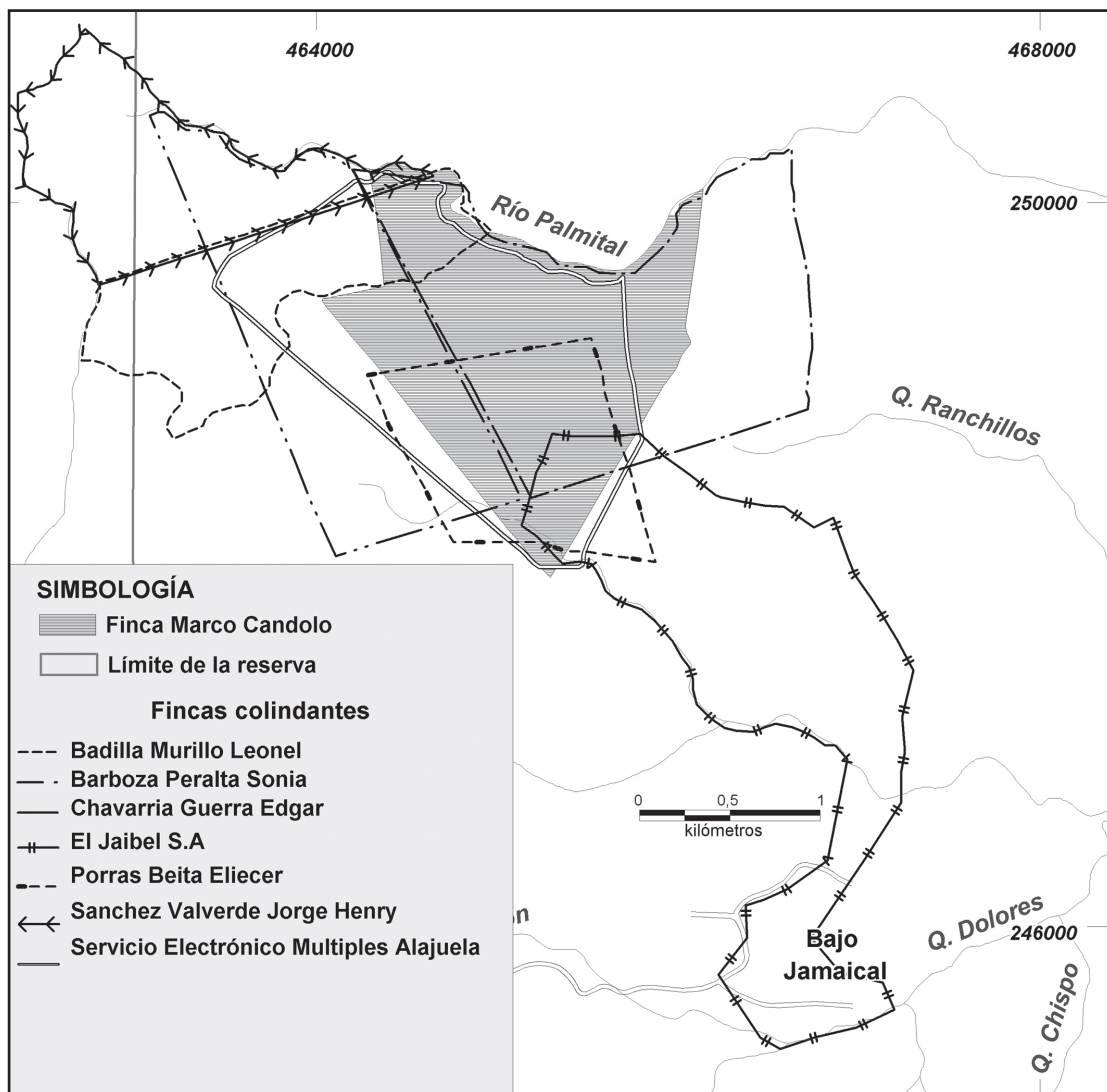 464000
468000
Río Palmital
250000
Q. Ranchillos
SIMBOLOGÍA
Finca Marco Candolo
Límite de la reserva
Fincas colindantes
Badilla Murillo Leonel
Barboza Peralta Sonia
Chavarria Guerra Edgar
El Jaibel S.A
Porras Beita Eliecer
Sanchez Valverde Jorge Henry
Servicio Electrónico Multiples Alajuela
0 0,5 1
kilómetros
Bajo
Jamaical
Q. Dolores
246000
Q. Chispo